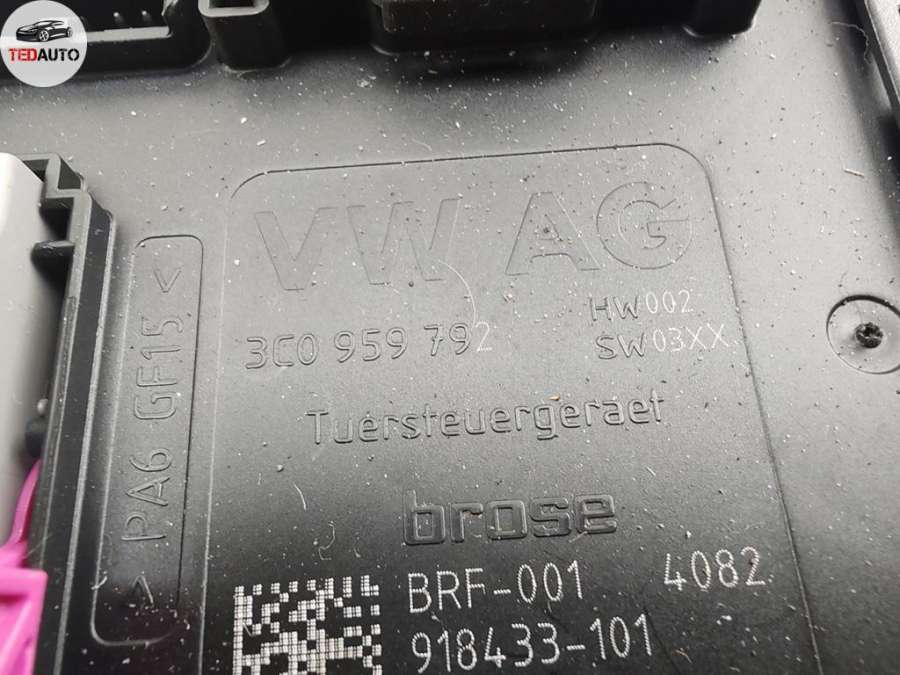 TEDAUTO
VW AG
3C0 959 792
HW002
SW03XX
Tuersteuergeraet
brose
BRF-001 4082
918433-101
> PA6 GF15 <